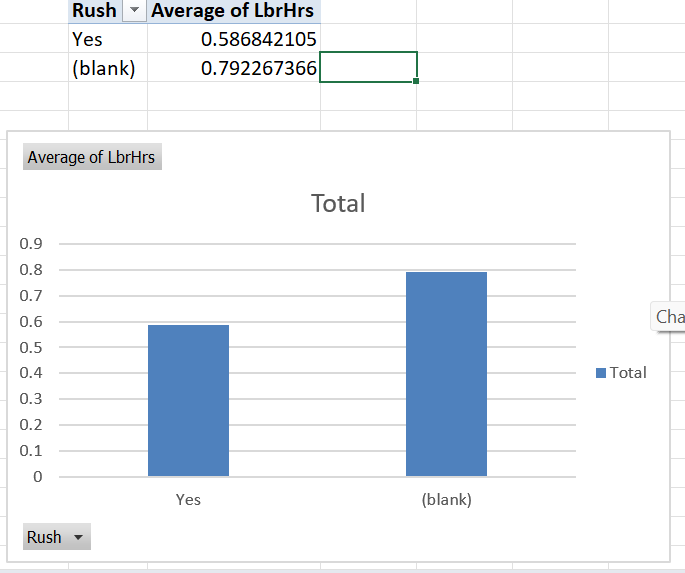 Rush Average of LbrHrs
Yes 0.586842105
(blank) 0.792267366
Average of LbrHrs
Total
0.9
0.8
0.7
0.6
0.5
0.4
0.3
0.2
0.1
0
Yes (blank)
Total
Cha
Rush